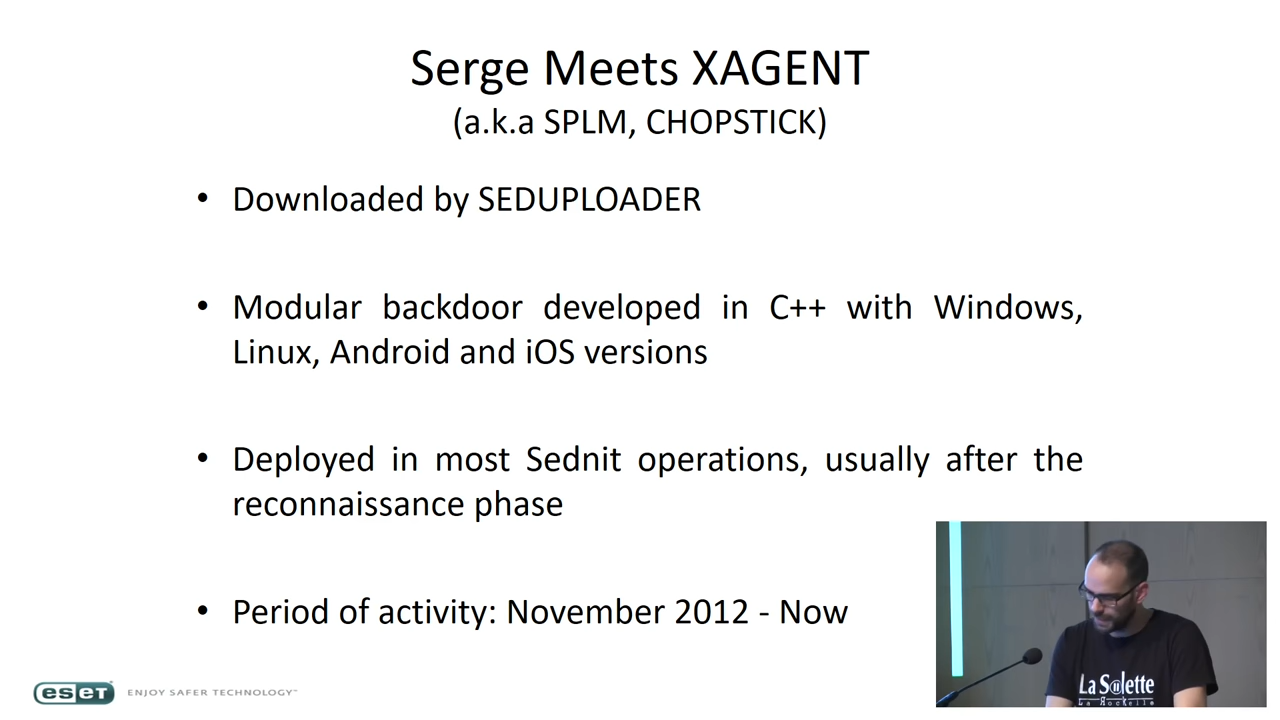 Serge Meets XAGENT
(a.k.a SPLM, CHOPSTICK)
• Downloaded by SEDUPLOADER
• Modular backdoor developed in C++ with Windows,
Linux, Android and iOS versions
• Deployed in most Sednit operations, usually after the
reconnaissance phase
• Period of activity: November 2012 - Now
La S@lette
La Rochelle
eset ENJOY SAFER TECHNOLOGY™